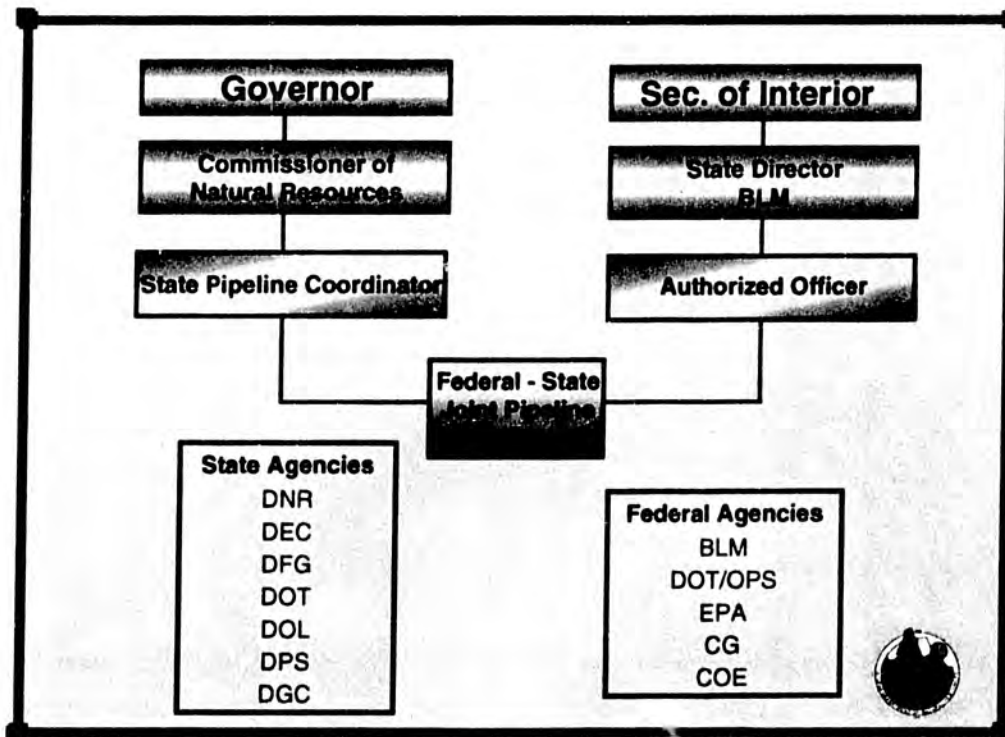 Governor
Commissioner of
Natural Resources
State Pipeline Coordinator
Sec. of Interior
State Director
BLM
Authorized Officer
Federal - State
Joint Pipeline
State Agencies
DNR
DEC
DFG
DOT
DOL
DPS
DGC
Federal Agencies
BLM
DOT/OPS
EPA
CG
COE